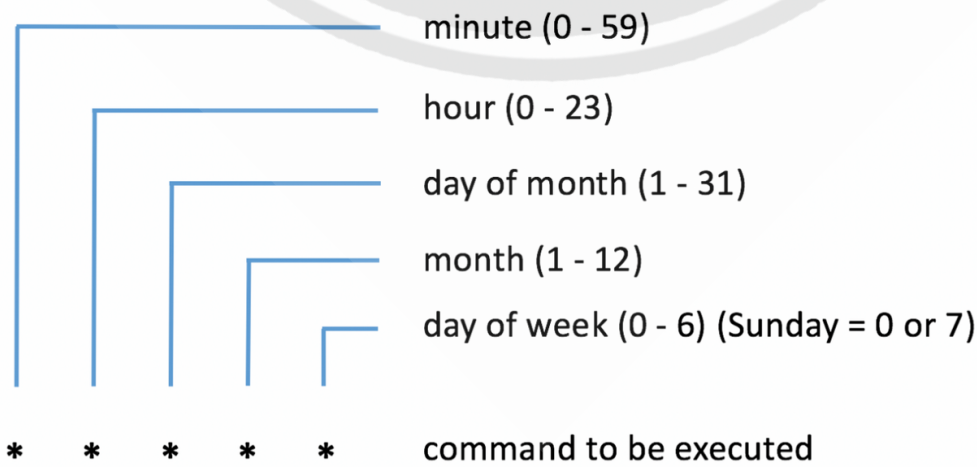 minute (0 - 59)
hour (0 - 23)
day of month (1 - 31)
month (1 - 12)
day of week (0 - 6) (Sunday = 0 or 7)
* * * * * command to be executed